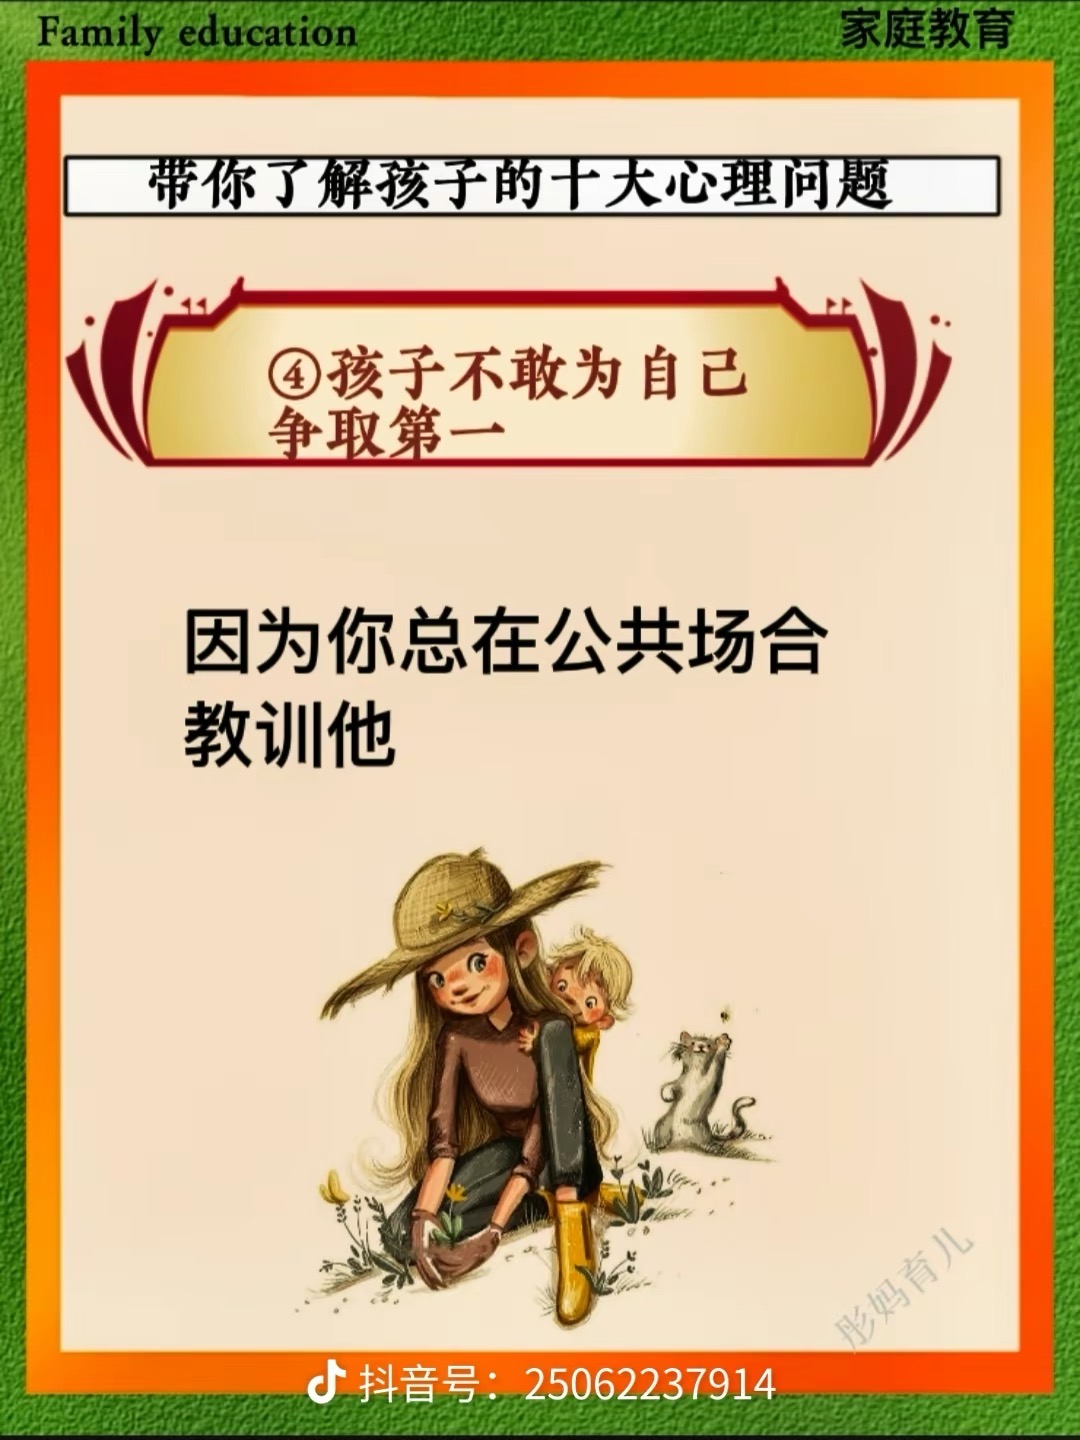 Family education
家庭教育
带你了解孩子的十大心理问题
④孩子不敢为自己
争取第一
因为你总在公共场合
教训他
彤妈育儿
抖音号：25062237914